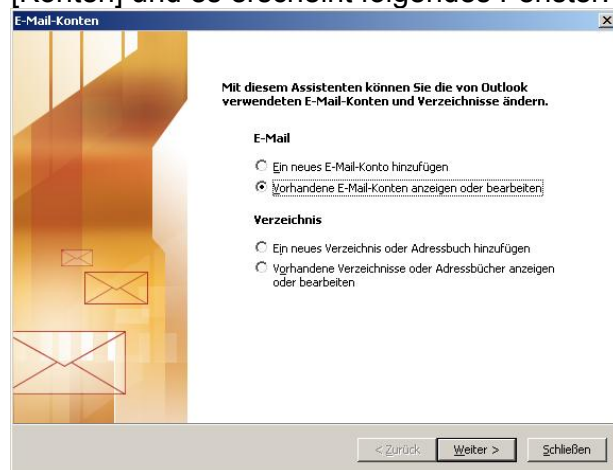 [Konten] und es erscheint folgendes Fenster:
E-Mail-Konten
Mit diesem Assistenten können Sie die von Outlook
verwendeten E-Mail-Konten und Verzeichnisse ändern.
E-Mail
Ein neues E-Mail-Konto hinzufügen
Vorhandene E-Mail-Konten anzeigen oder bearbeiten
Verzeichnis
Ein neues Verzeichnis oder Adressbuch hinzufügen
Vorhandene Verzeichnisse oder Adressbücher anzeigen
oder bearbeiten
< Zurück
Weiter >
Schließen